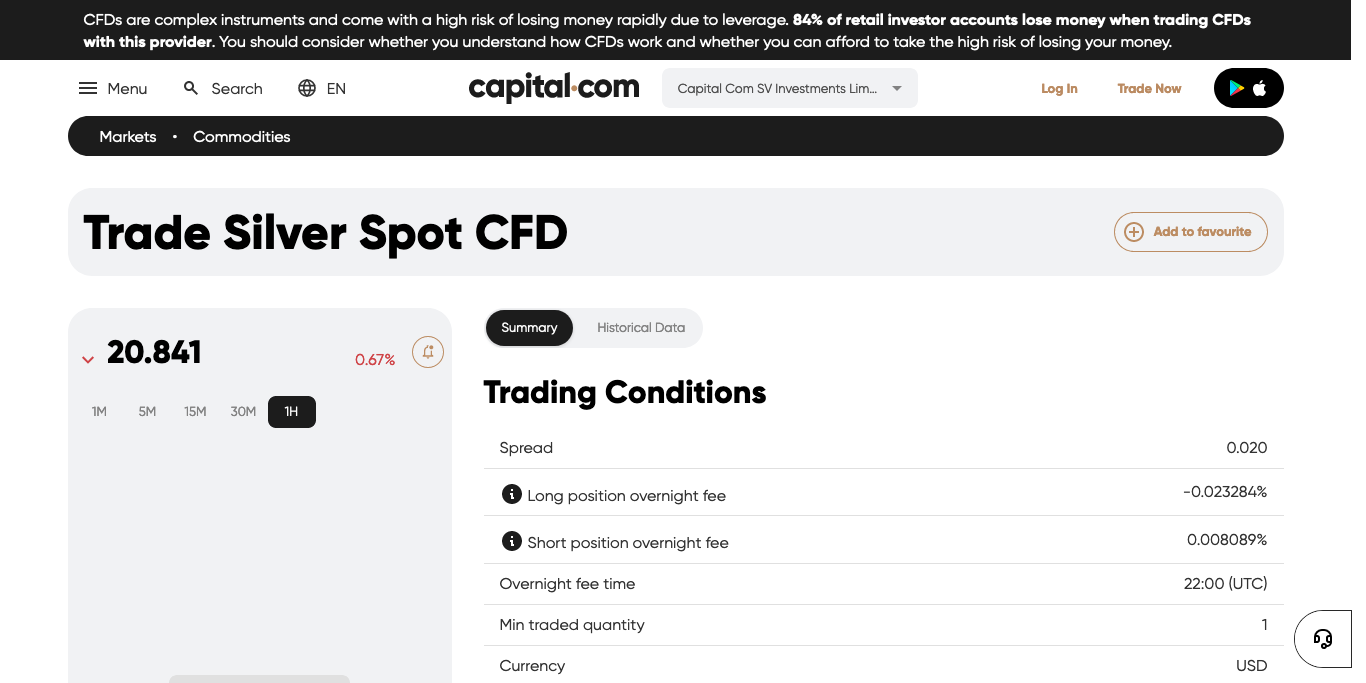 CFDs are complex instruments and come with a high risk of losing money rapidly due to leverage. 84% of retail investor accounts lose money when trading CFDs
with this provider. You should consider whether you understand how CFDs work and whether you can afford to take the high risk of losing your money.
Menu Search EN capital.com Capital Com SV Investments Lim... Log In Trade Now
Markets • Commodities
Trade Silver Spot CFD Add to favourite
20.841 0.67%
1M 5M 15M 30M 1H
Summary Historical Data
Trading Conditions
Spread 0.020
Long position overnight fee -0.023284%
Short position overnight fee 0.008089%
Overnight fee time 22:00 (UTC)
Min traded quantity 1
Currency USD